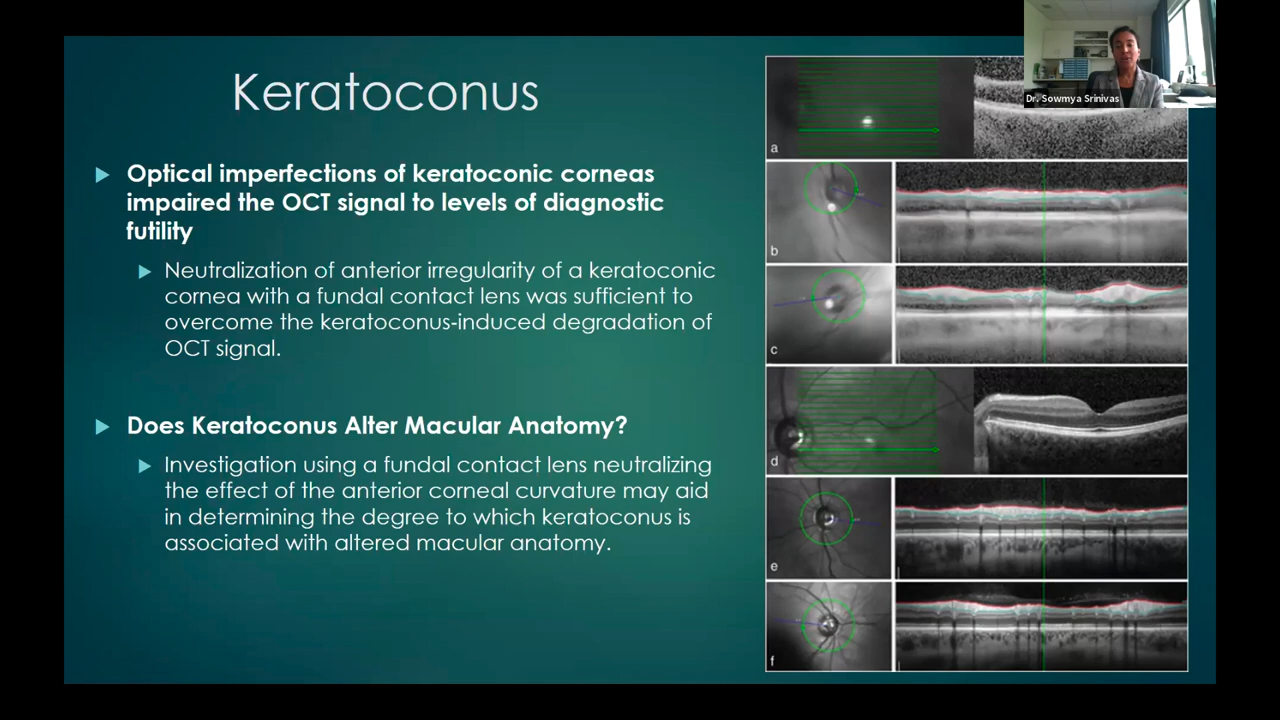 Keratoconus
Optical imperfections of keratoconic corneas
impaired the OCT signal to levels of diagnostic
futility
Neutralization of anterior irregularity of a keratoconic
cornea with a fundal contact lens was sufficient to
overcome the keratoconus-induced degradation of
OCT signal.
Does Keratoconus Alter Macular Anatomy?
Investigation using a fundal contact lens neutralizing
the effect of the anterior corneal curvature may aid
in determining the degree to which keratoconus is
associated with altered macular anatomy.
a
b
c
d
e
f
Dr. Sowmya Srinivas